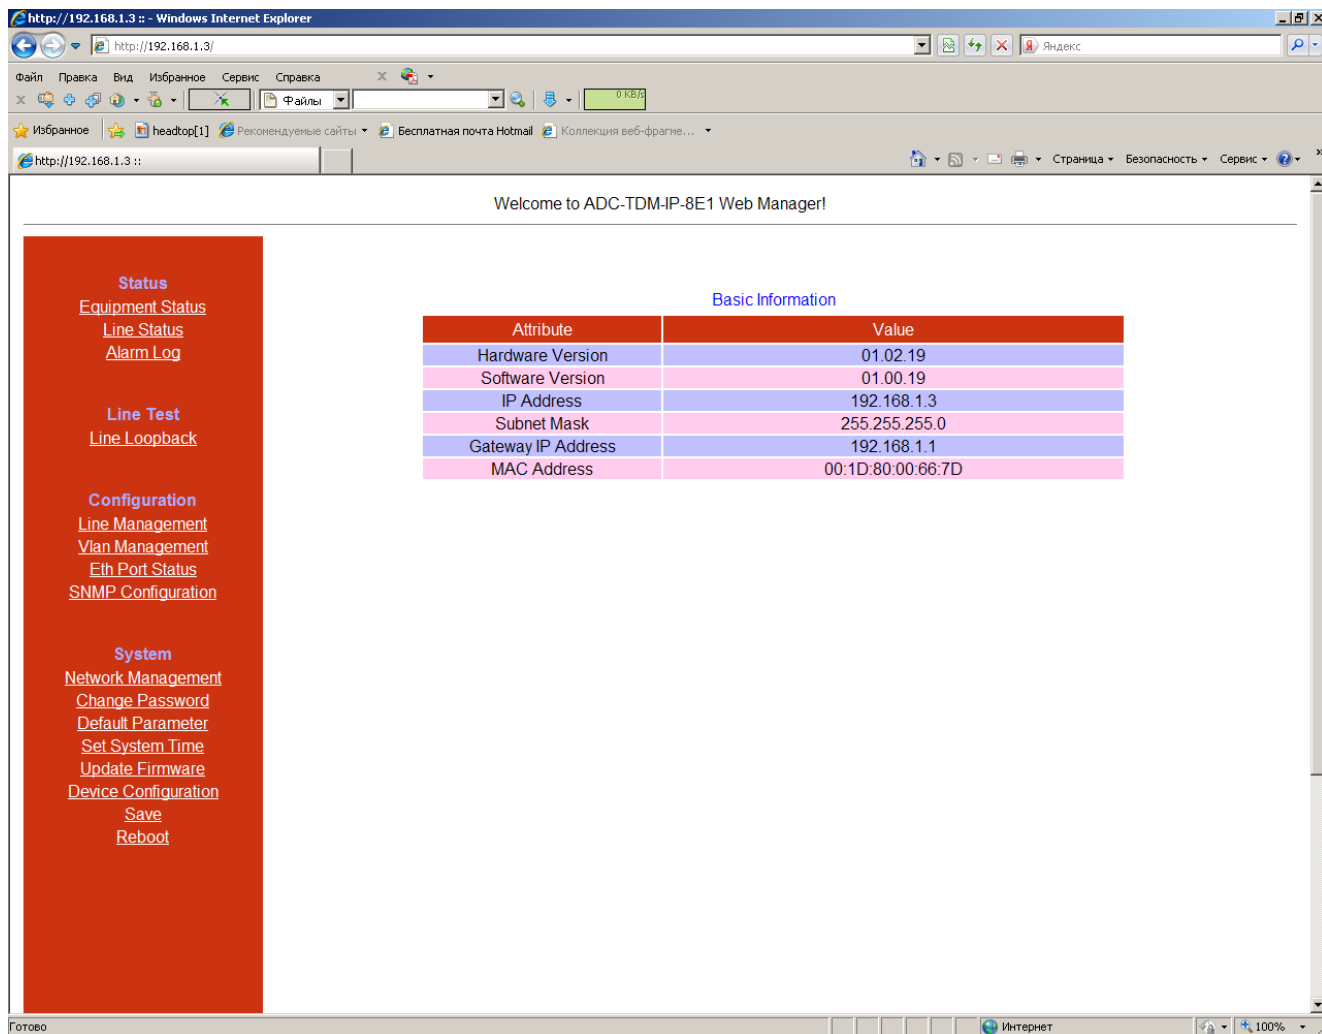 http://192.168.1.3 :: - Windows Internet Explorer
http://192.168.1.3/
Яндекс
Файл Правка Вид Избранное Сервис Справка
Файлы
0 KB/s
Избранное headtop[1] Рекомендуемые сайты Бесплатная почта Hotmail Коллекция веб-фрагме...
http://192.168.1.3 ::
Страница Безопасность Сервис
Welcome to ADC-TDM-IP-8E1 Web Manager!
Status
Equipment Status
Line Status
Alarm Log
Line Test
Line Loopback
Configuration
Line Management
Vlan Management
Eth Port Status
SNMP Configuration
System
Network Management
Change Password
Default Parameter
Set System Time
Update Firmware
Device Configuration
Save
Reboot
Basic Information
Attribute Value
Hardware Version 01.02.19
Software Version 01.00.19
IP Address 192.168.1.3
Subnet Mask 255.255.255.0
Gateway IP Address 192.168.1.1
MAC Address 00:1D:80:00:66:7D
Готово
Интернет
100%